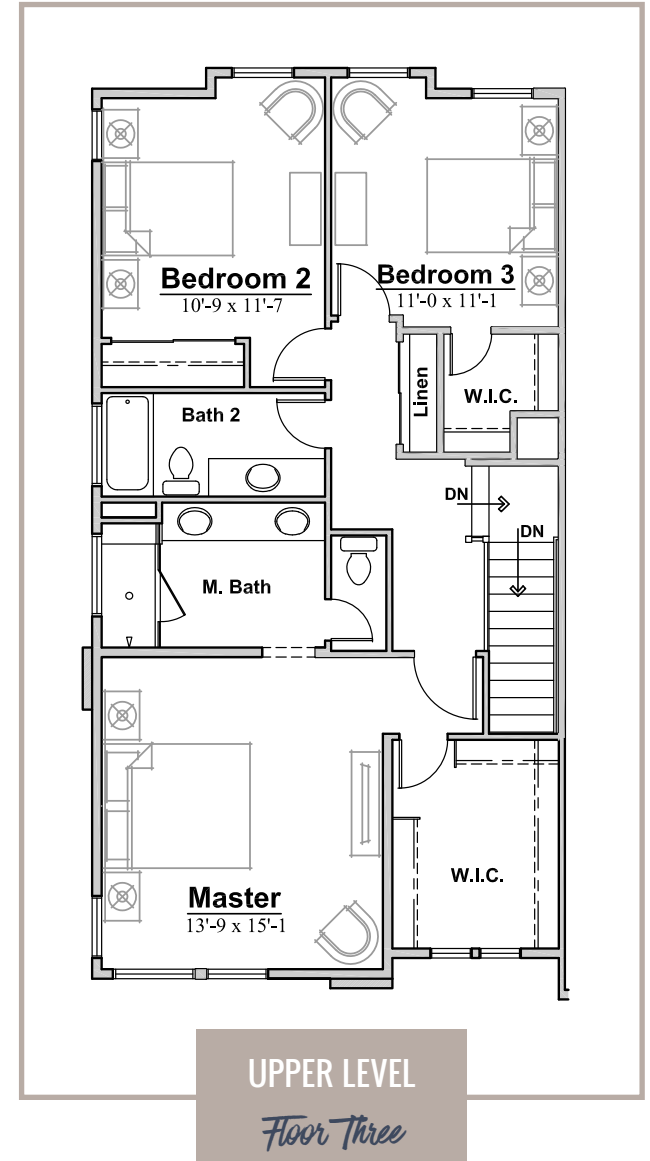 Bedroom 2
10'-9 x 11'-7
Bedroom 3
11'-0 x 11'-1
Linen
W.I.C.
Bath 2
DN
DN
M. Bath
W.I.C.
Master
13'-9 x 15'-1
UPPER LEVEL
Floor Three